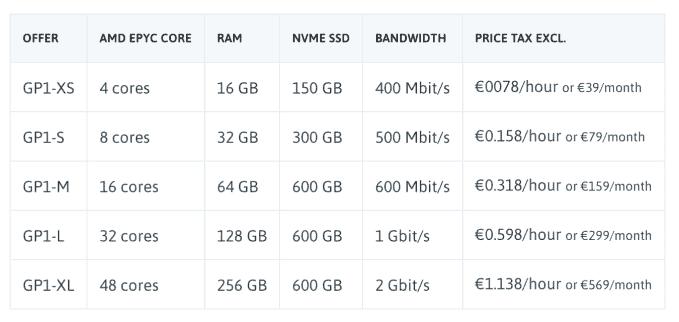 OFFER AMD EPYC CORE RAM NVME SSD BANDWIDTH PRICE TAX EXCL.
GP1-XS 4 cores 16 GB 150 GB 400 Mbit/s €0078/hour or €39/month
GP1-S 8 cores 32 GB 300 GB 500 Mbit/s €0.158/hour or €79/month
GP1-M 16 cores 64 GB 600 GB 600 Mbit/s €0.318/hour or €159/month
GP1-L 32 cores 128 GB 600 GB 1 Gbit/s €0.598/hour or €299/month
GP1-XL 48 cores 256 GB 600 GB 2 Gbit/s €1.138/hour or €569/month